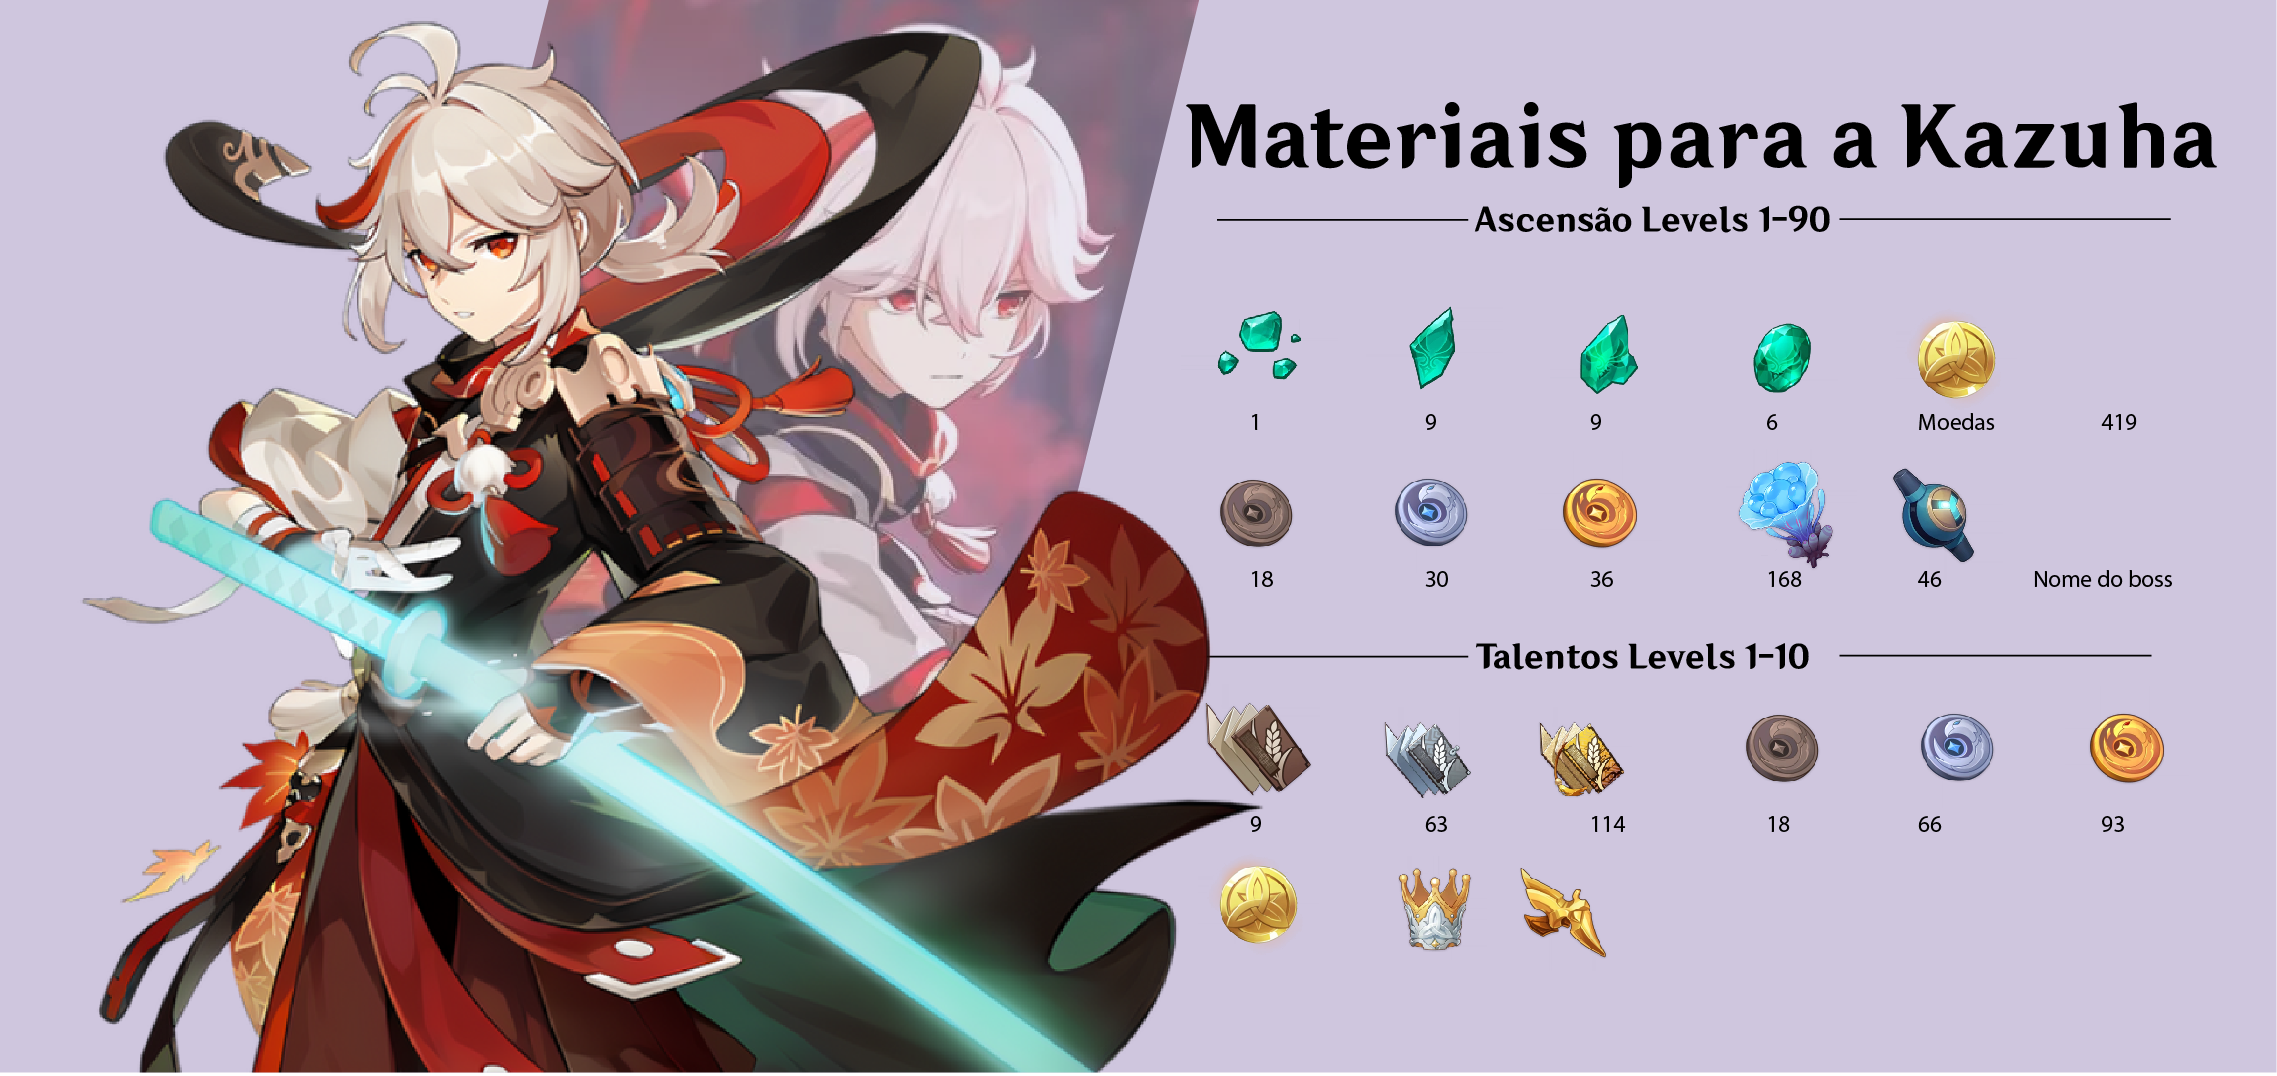 Materiais para a Kazuha
Ascensão Levels 1-90
1 9 9 6 Moedas 419
18 30 36 168 46 Nome do boss
Talentos Levels 1-10
9 63 114 18 66 93